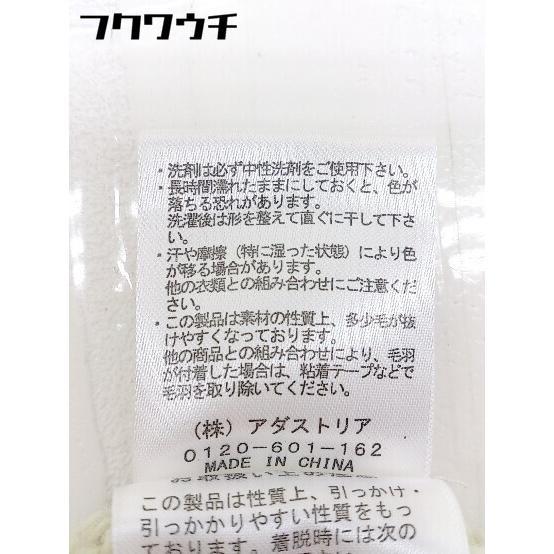 フクワウチ
・洗剤は必ず中性洗剤をご使用下さい。
・長時間濡れたままにしておくと、色が
落ちる恐れがあります。
洗濯後は形を整えて直ぐに干して下さ
い。
・汗や摩擦（特に湿った状態）により色
が移る場合があります。
他の衣類との組み合わせにご注意くだ
さい。
・この製品は素材の性質上、多少毛が抜
けやすくなっております。
他の商品との組み合わせにより、毛羽
が付着した場合は、粘着テープなどで
毛羽を取り除いてください。
（株）アダストリア
0120-601-162
MADE IN CHINA
この製品は性質上、引っかけ・
引っかかりやすい性質をもっ
ております。着脱時には次の